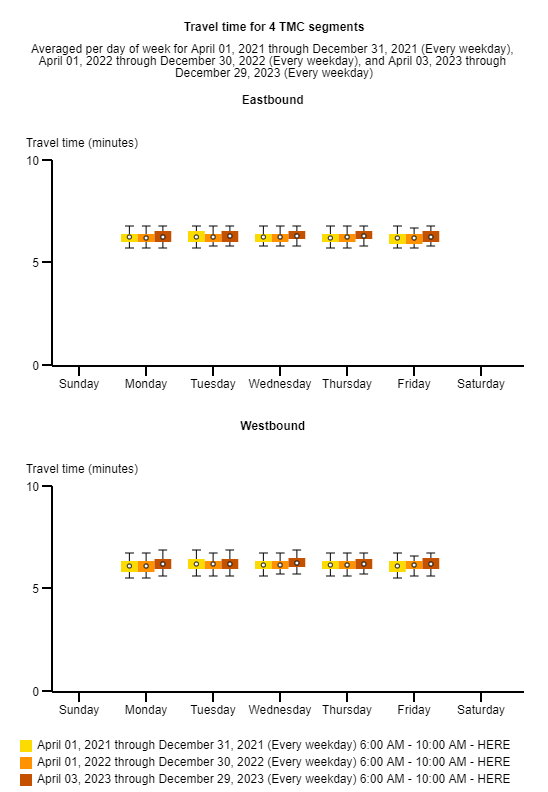 Travel time for 4 TMC segments
Averaged per day of week for April 01, 2021 through December 31, 2021 (Every weekday),
April 01, 2022 through December 30, 2022 (Every weekday), and April 03, 2023 through
December 29, 2023 (Every weekday)
Eastbound
Travel time (minutes)
10
5
0
Sunday Monday Tuesday Wednesday Thursday Friday Saturday
Westbound
Travel time (minutes)
10
5
0
Sunday Monday Tuesday Wednesday Thursday Friday Saturday
April 01, 2021 through December 31, 2021 (Every weekday) 6:00 AM - 10:00 AM - HERE
April 01, 2022 through December 30, 2022 (Every weekday) 6:00 AM - 10:00 AM - HERE
April 03, 2023 through December 29, 2023 (Every weekday) 6:00 AM - 10:00 AM - HERE